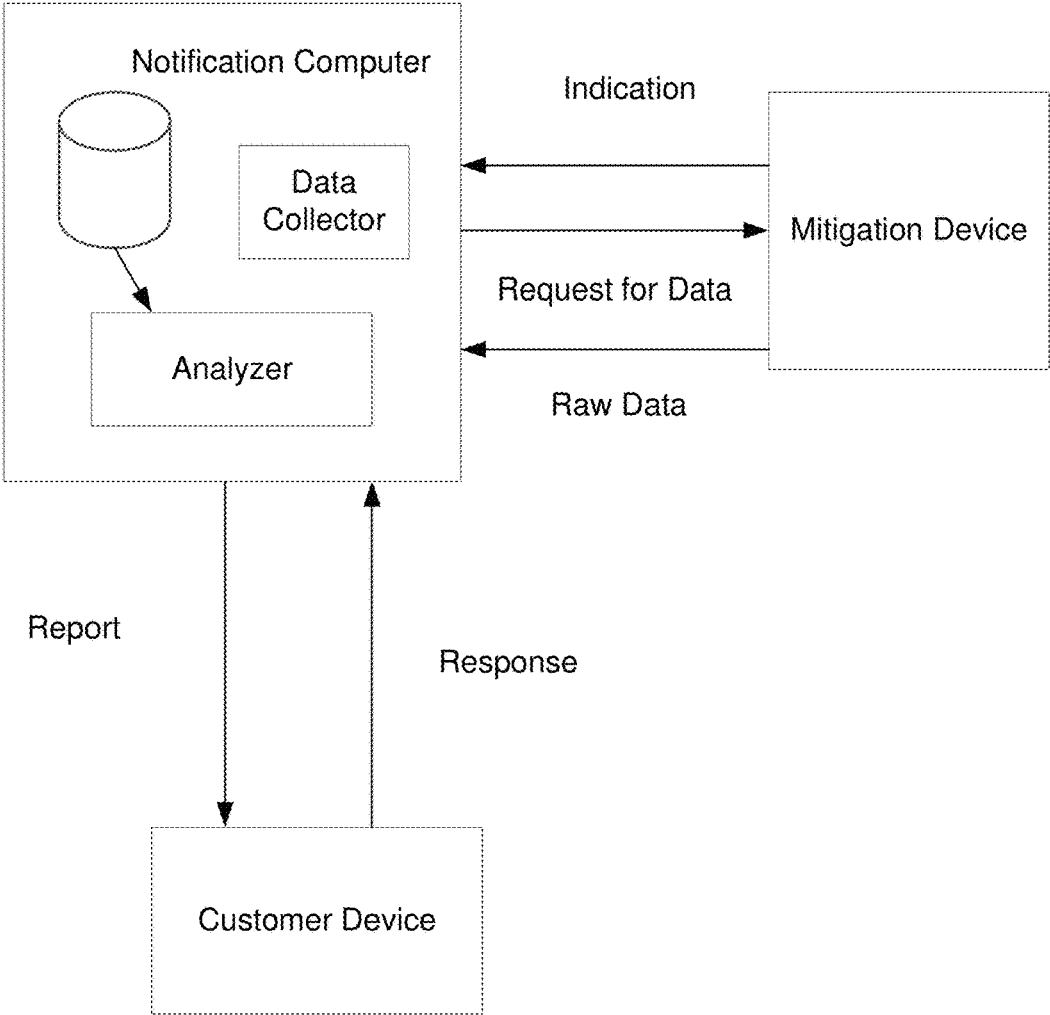 Notification Computer
Indication
Data
Collector
Mitigation Device
Request for Data
Analyzer
Raw Data
Report
Response
Customer Device